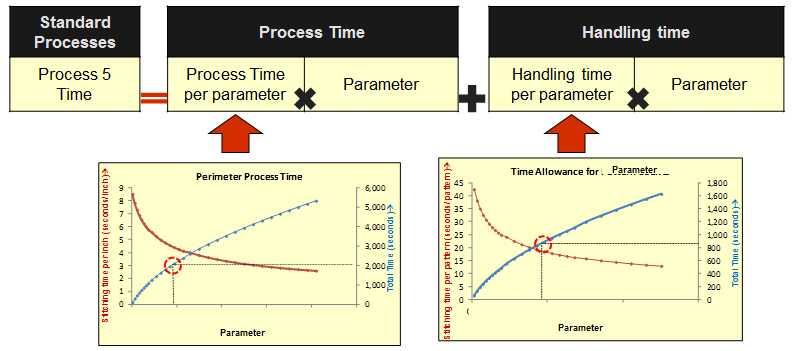 Standard
Processes
Process Time
Handling time
Process 5
Time
=
Process Time
per parameter
×
Parameter
+
Handling time
per parameter
×
Parameter
Perimeter Process Time
Stitching time per inch (seconds/inch)→
9
8
7
6
5
4
3
2
1
0
6,000
5,000
4,000
3,000
2,000
1,000
0
Total Time (seconds)→
Parameter
Time Allowance for Parameter
Stitching time per pattern(seconds/pattern)→
45
40
35
30
25
20
15
10
5
0
1,800
1,600
1,400
1,200
1,000
800
600
400
200
0
Total Time (seconds)→
Parameter